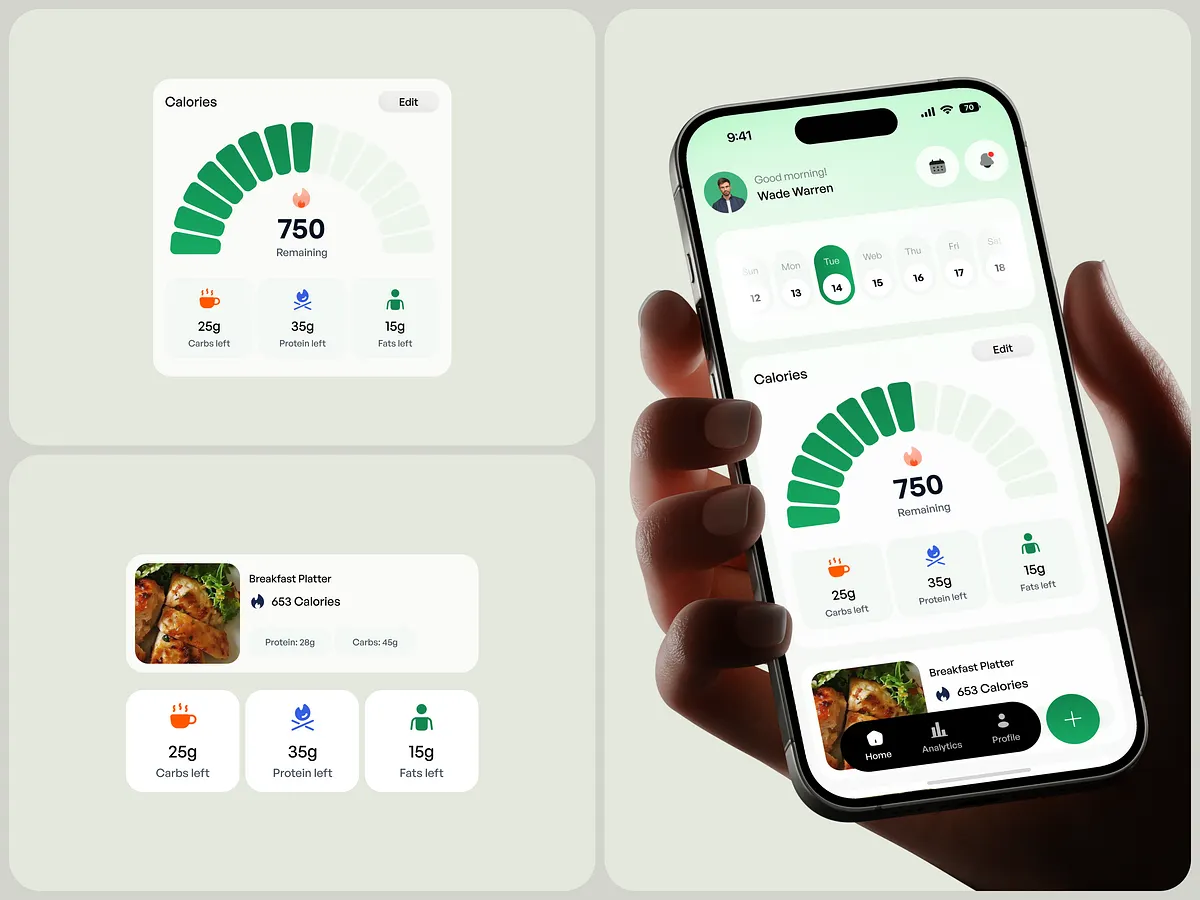 Calories
Edit
750
Remaining
25g
Carbs left
35g
Protein left
15g
Fats left
Breakfast Platter
653 Calories
Protein: 28g
Carbs: 45g
25g
Carbs left
35g
Protein left
15g
Fats left
9:41
70
Good morning!
Wade Warren
Sun
Mon
Tue
Web
Thu
Fri
Sat
12
13
14
15
16
17
18
Calories
Edit
750
Remaining
25g
Carbs left
35g
Protein left
15g
Fats left
Breakfast Platter
653 Calories
Home
Analytics
Profile